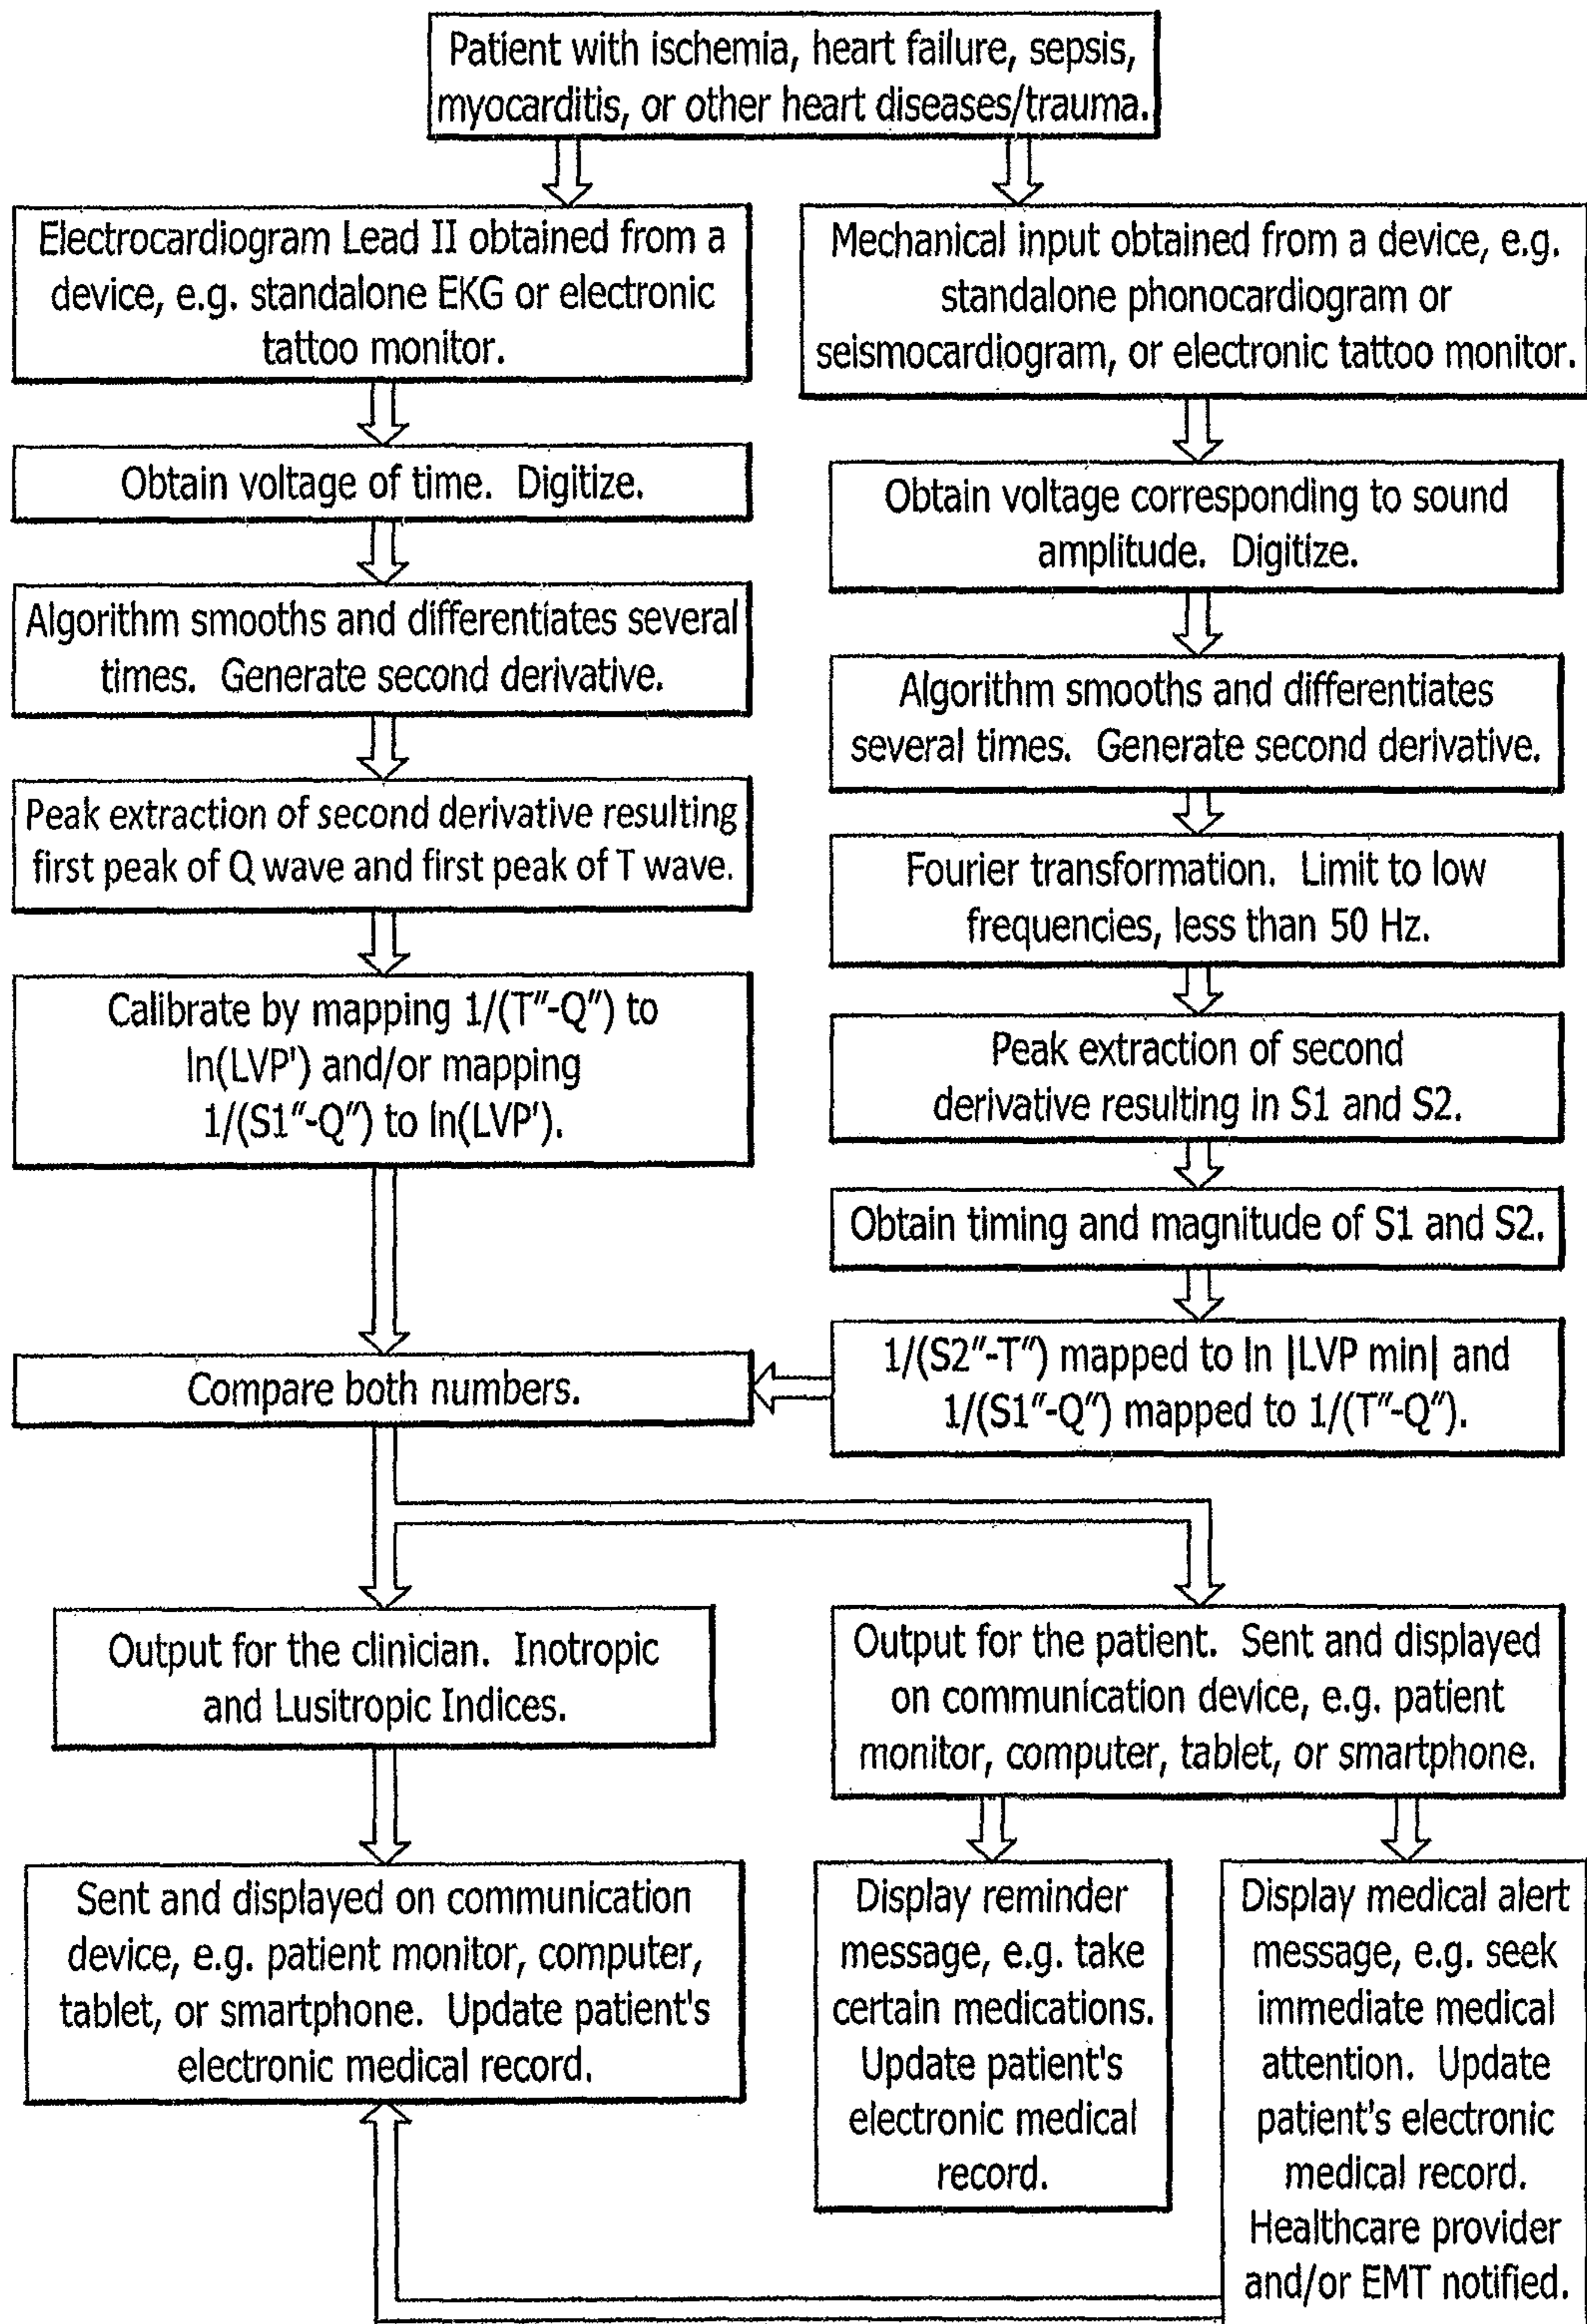 Patient with ischemia, heart failure, sepsis,
myocarditis, or other heart diseases/trauma.
Electrocardiogram Lead II obtained from a
device, e.g. standalone EKG or electronic
tattoo monitor.
Mechanical input obtained from a device, e.g.
standalone phonocardiogram or
seismocardiogram, or electronic tattoo monitor.
Obtain voltage of time. Digitize.
Obtain voltage corresponding to sound
amplitude. Digitize.
Algorithm smooths and differentiates several
times. Generate second derivative.
Algorithm smooths and differentiates
several times. Generate second derivative.
Peak extraction of second derivative resulting
first peak of Q wave and first peak of T wave.
Fourier transformation. Limit to low
frequencies, less than 50 Hz.
Calibrate by mapping 1/(T"-Q") to
ln(LVP') and/or mapping
1/(S1"-Q") to ln(LVP').
Peak extraction of second
derivative resulting in S1 and S2.
Obtain timing and magnitude of S1 and S2.
1/(S2"-T") mapped to ln |LVP min| and
1/(S1"-Q") mapped to 1/(T"-Q").
Compare both numbers.
Output for the clinician. Inotropic
and Lusitropic Indices.
Output for the patient. Sent and displayed
on communication device, e.g. patient
monitor, computer, tablet, or smartphone.
Sent and displayed on communication
device, e.g. patient monitor, computer,
tablet, or smartphone. Update patient's
electronic medical record.
Display reminder
message, e.g. take
certain medications.
Update patient's
electronic medical
record.
Display medical alert
message, e.g. seek
immediate medical
attention. Update
patient's electronic
medical record.
Healthcare provider
and/or EMT notified.